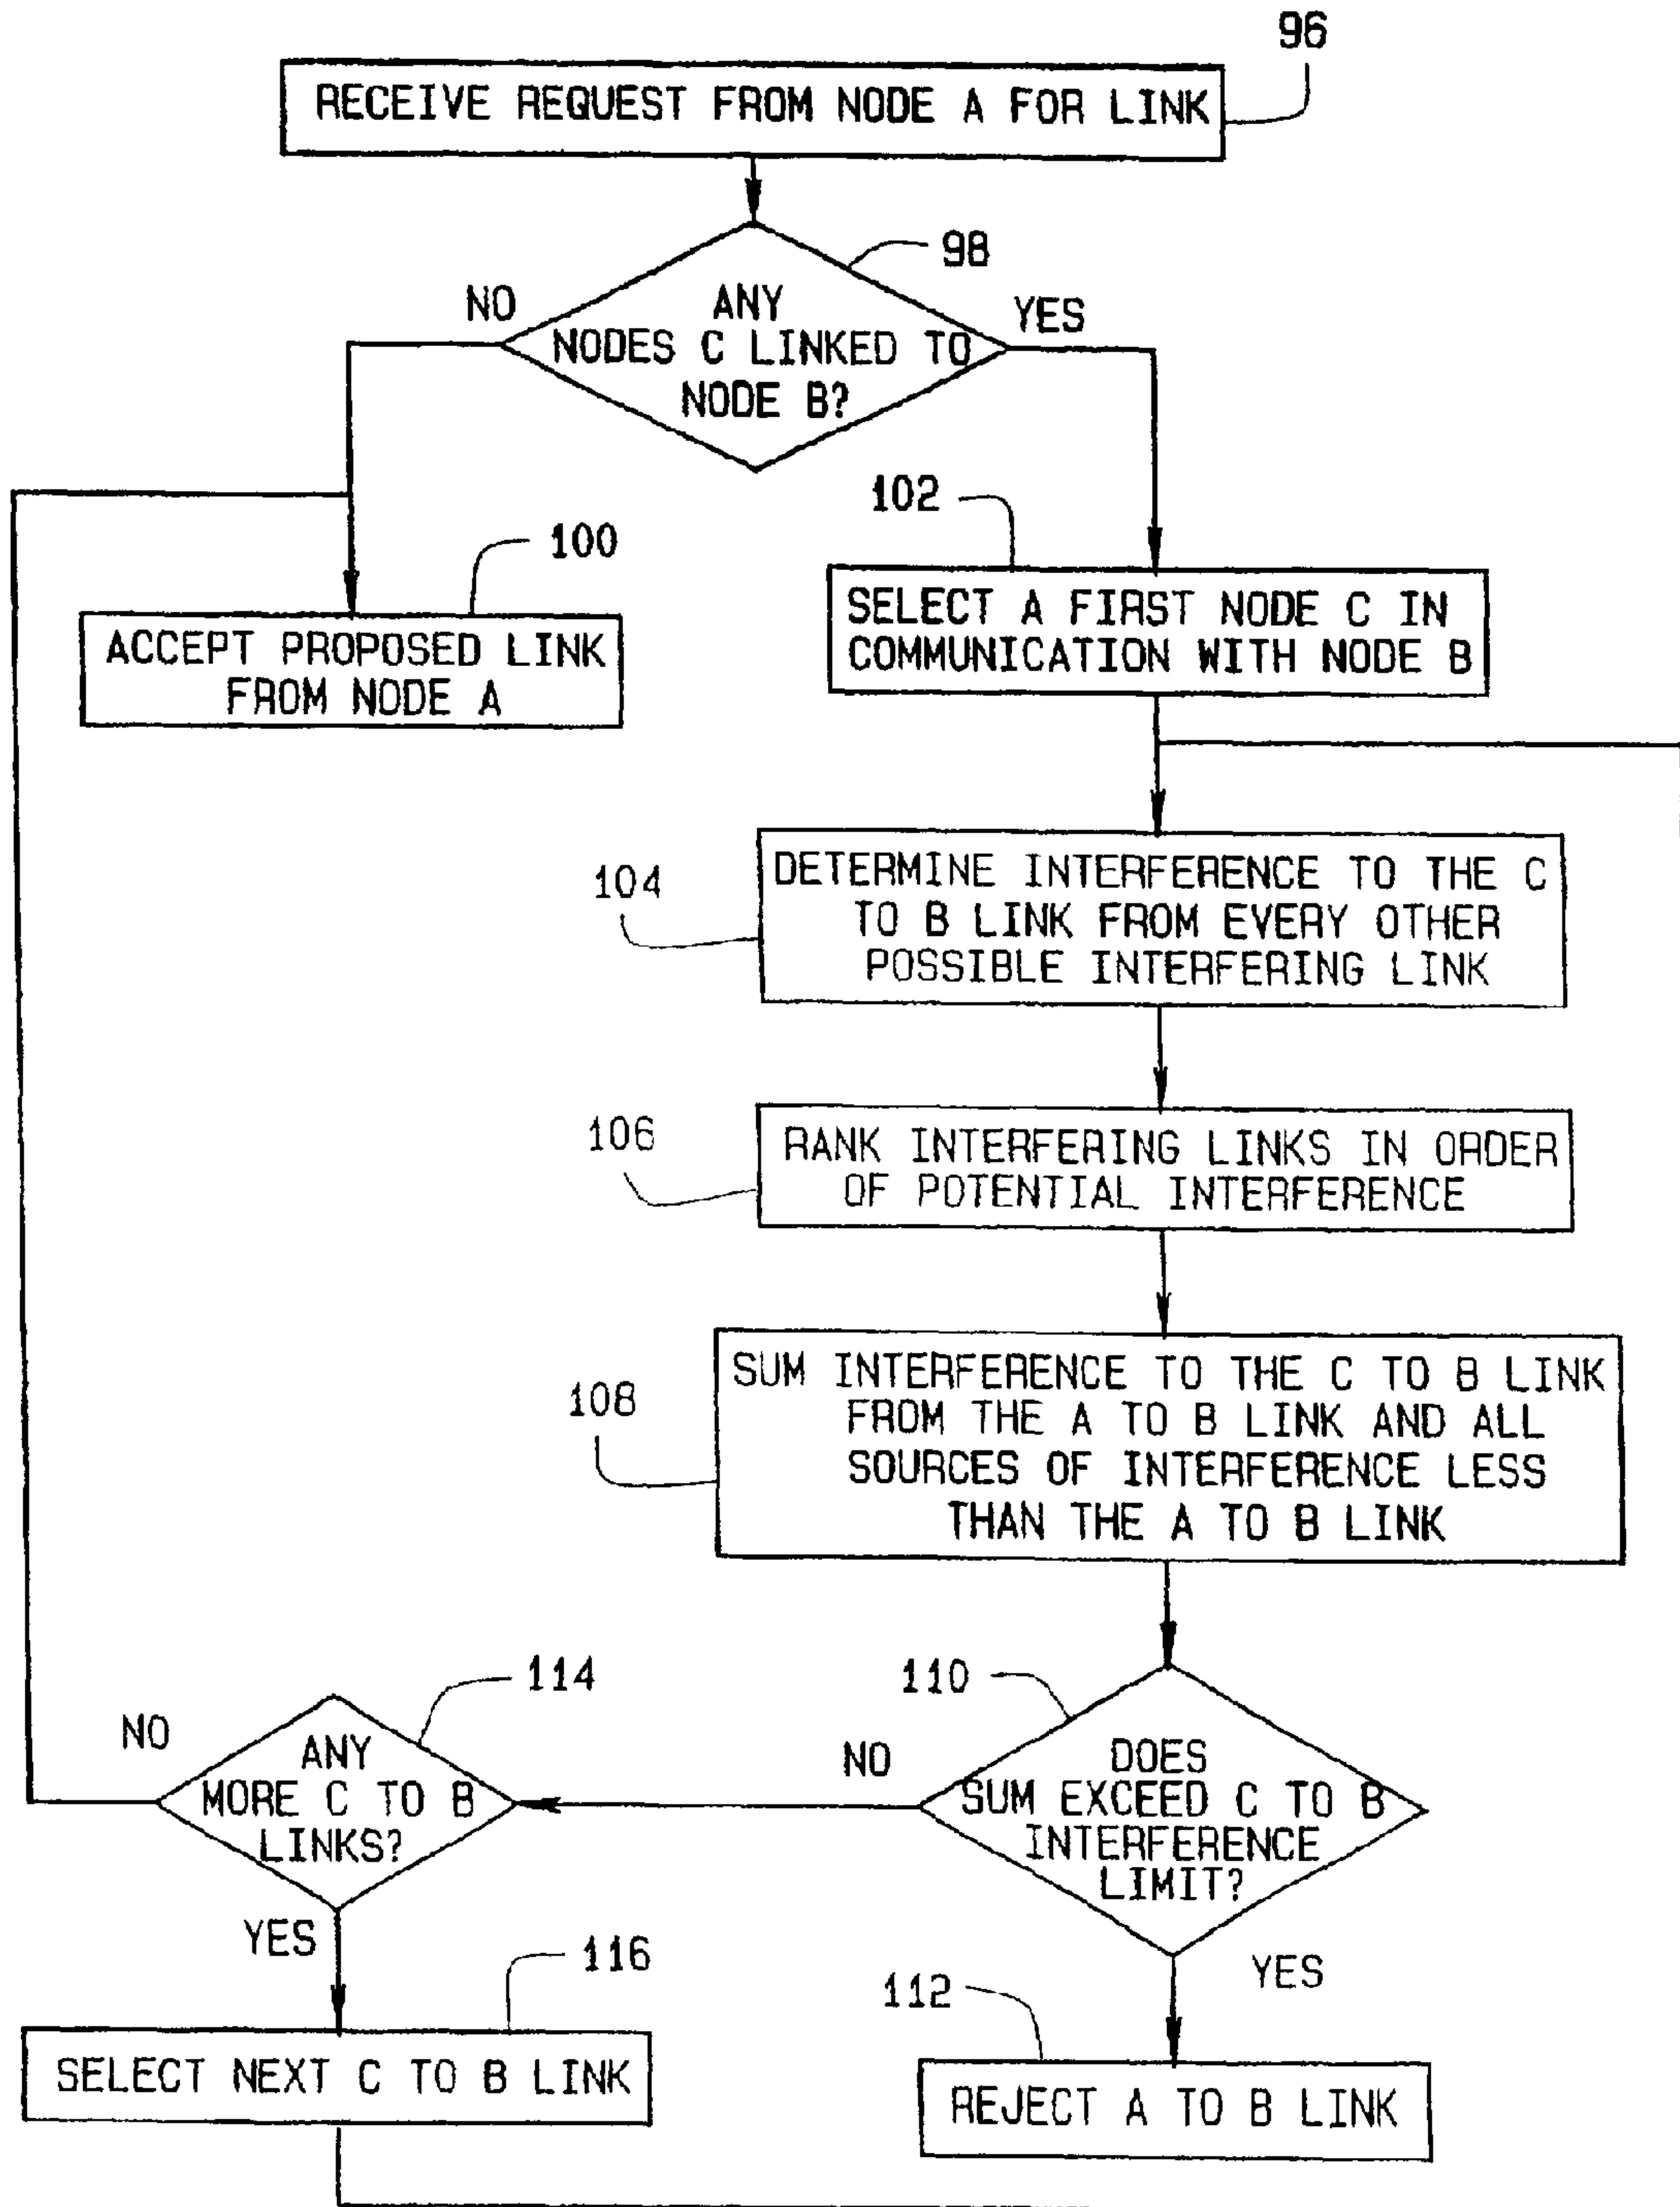 96
RECEIVE REQUEST FROM NODE A FOR LINK
98
NO
YES
ANY
NODES C LINKED TO
NODE B?
102
100
SELECT A FIRST NODE C IN
COMMUNICATION WITH NODE B
ACCEPT PROPOSED LINK
FROM NODE A
104
DETERMINE INTERFERENCE TO THE C
TO B LINK FROM EVERY OTHER
POSSIBLE INTERFERING LINK
106
RANK INTERFERING LINKS IN ORDER
OF POTENTIAL INTERFERENCE
108
SUM INTERFERENCE TO THE C TO B LINK
FROM THE A TO B LINK AND ALL
SOURCES OF INTERFERENCE LESS
THAN THE A TO B LINK
110
DOES
SUM EXCEED C TO B
INTERFERENCE
LIMIT?
NO
YES
114
NO
ANY
MORE C TO B
LINKS?
YES
116
SELECT NEXT C TO B LINK
112
REJECT A TO B LINK